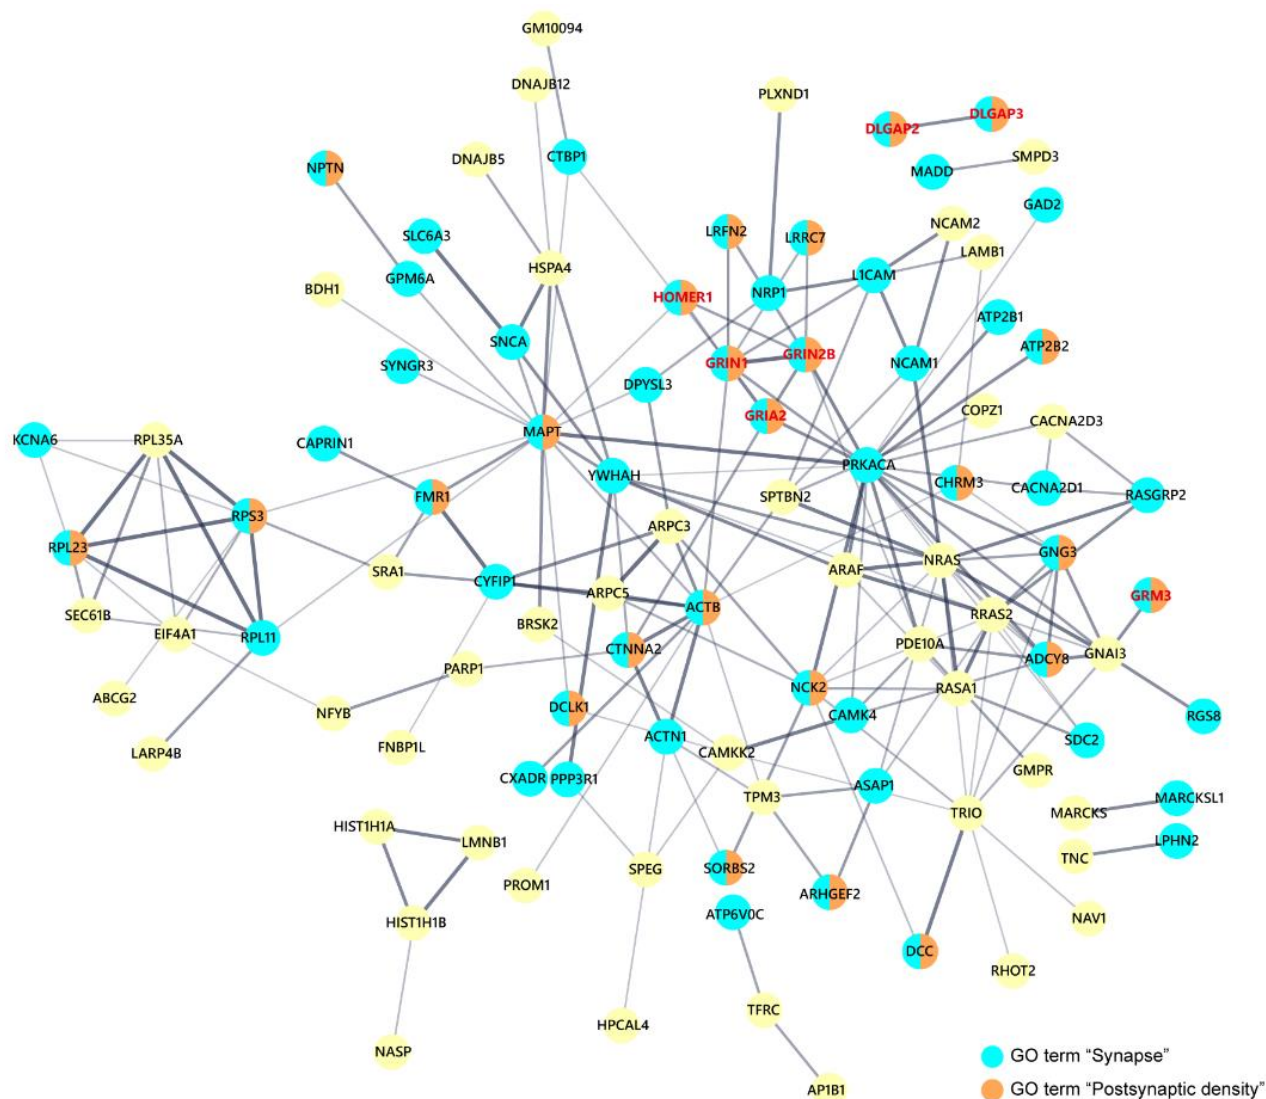 GM10094
DNAJB12
PLXND1
DLGAP3
DLGAP2
DNAJB5
CTBP1
SMPD3
NPTN
MADD
GAD2
NCAM2
LRFN2
SLC6A3
LRRC7
LAMB1
HSPA4
L1CAM
GPM6A
BDH1
HOMER1
NRP1
ATP2B1
SNCA
ATP2B2
GRIN2B
GRIN1
NCAM1
SYNGR3
DPYSL3
COPZ1
GRIA2
CACNA2D3
MAPT
KCNA6
RPL35A
CAPRIN1
PRKACA
YWHAH
CHRM3
CACNA2D1
RASGRP2
FMR1
SPTBN2
RPS3
ARPC3
RPL23
GNG3
NRAS
SRA1
ARAF
CYFIP1
ARPC5
GRM3
ACTB
SEC61B
RRAS2
BRSK2
EIF4A1
RPL11
PDE10A
CTNNA2
GNAI3
ADCY8
PARP1
NCK2
RASA1
ABCG2
DCLK1
NFYB
CAMK4
RGS8
ACTN1
SDC2
FNBP1L
LARP4B
CAMKK2
GMPR
CXADR
PPP3R1
ASAP1
TPM3
MARCKSL1
MARCKS
TRIO
HIST1H1A
LMNB1
LPHN2
TNC
SPEG
SORBS2
PROM1
ARHGEF2
ATP6V0C
NAV1
HIST1H1B
DCC
RHOT2
TFRC
HPCAL4
NASP
GO term “Synapse”
AP1B1
GO term “Postsynaptic density”